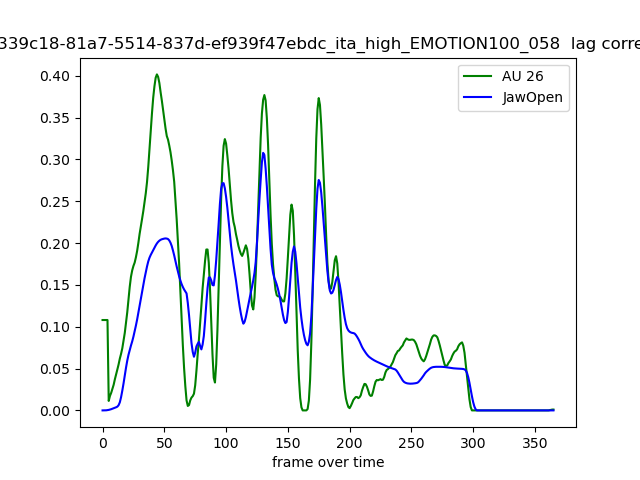 339c18-81a7-5514-837d-ef939f47ebdc_ita_high_EMOTION100_058  lag corre
AU 26
JawOpen
0.40
0.35
0.30
0.25
0.20
0.15
0.10
0.05
0.00
0 50 100 150 200 250 300 350
frame over time